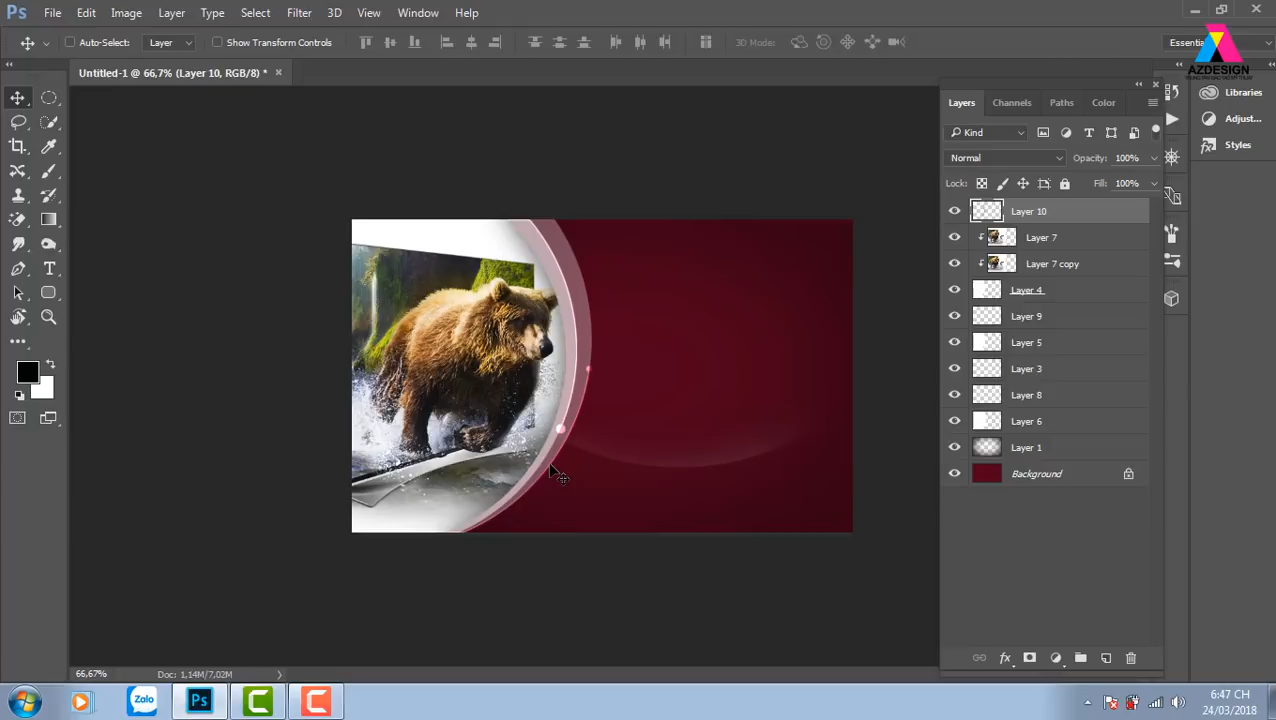 Ps File Edit Image Layer Type Select Filter 3D View Window Help
Auto-Select: Layer Show Transform Controls 3D Mode: Essenti
AZDESIGN
Untitled-1 @ 66,7% (Layer 10, RGB/8) *
Layers Channels Paths Color
Libraries
Adjust...
Styles
Kind
Normal Opacity: 100%
Lock: Fill: 100%
Layer 10
Layer 7
Layer 7 copy
Layer 4
Layer 9
Layer 5
Layer 3
Layer 8
Layer 6
Layer 1
Background
fx
66,67% Doc: 1,14M/7,02M
Zalo
Ps
6:47 CH
24/03/2018